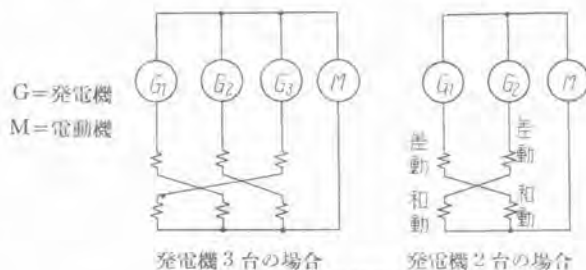 G₁ G₂ G₃ M
G=発電機
M=電動機
発電機3台の場合
G₁ G₂ M
差動
差動
和動
和動
発電機2台の場合